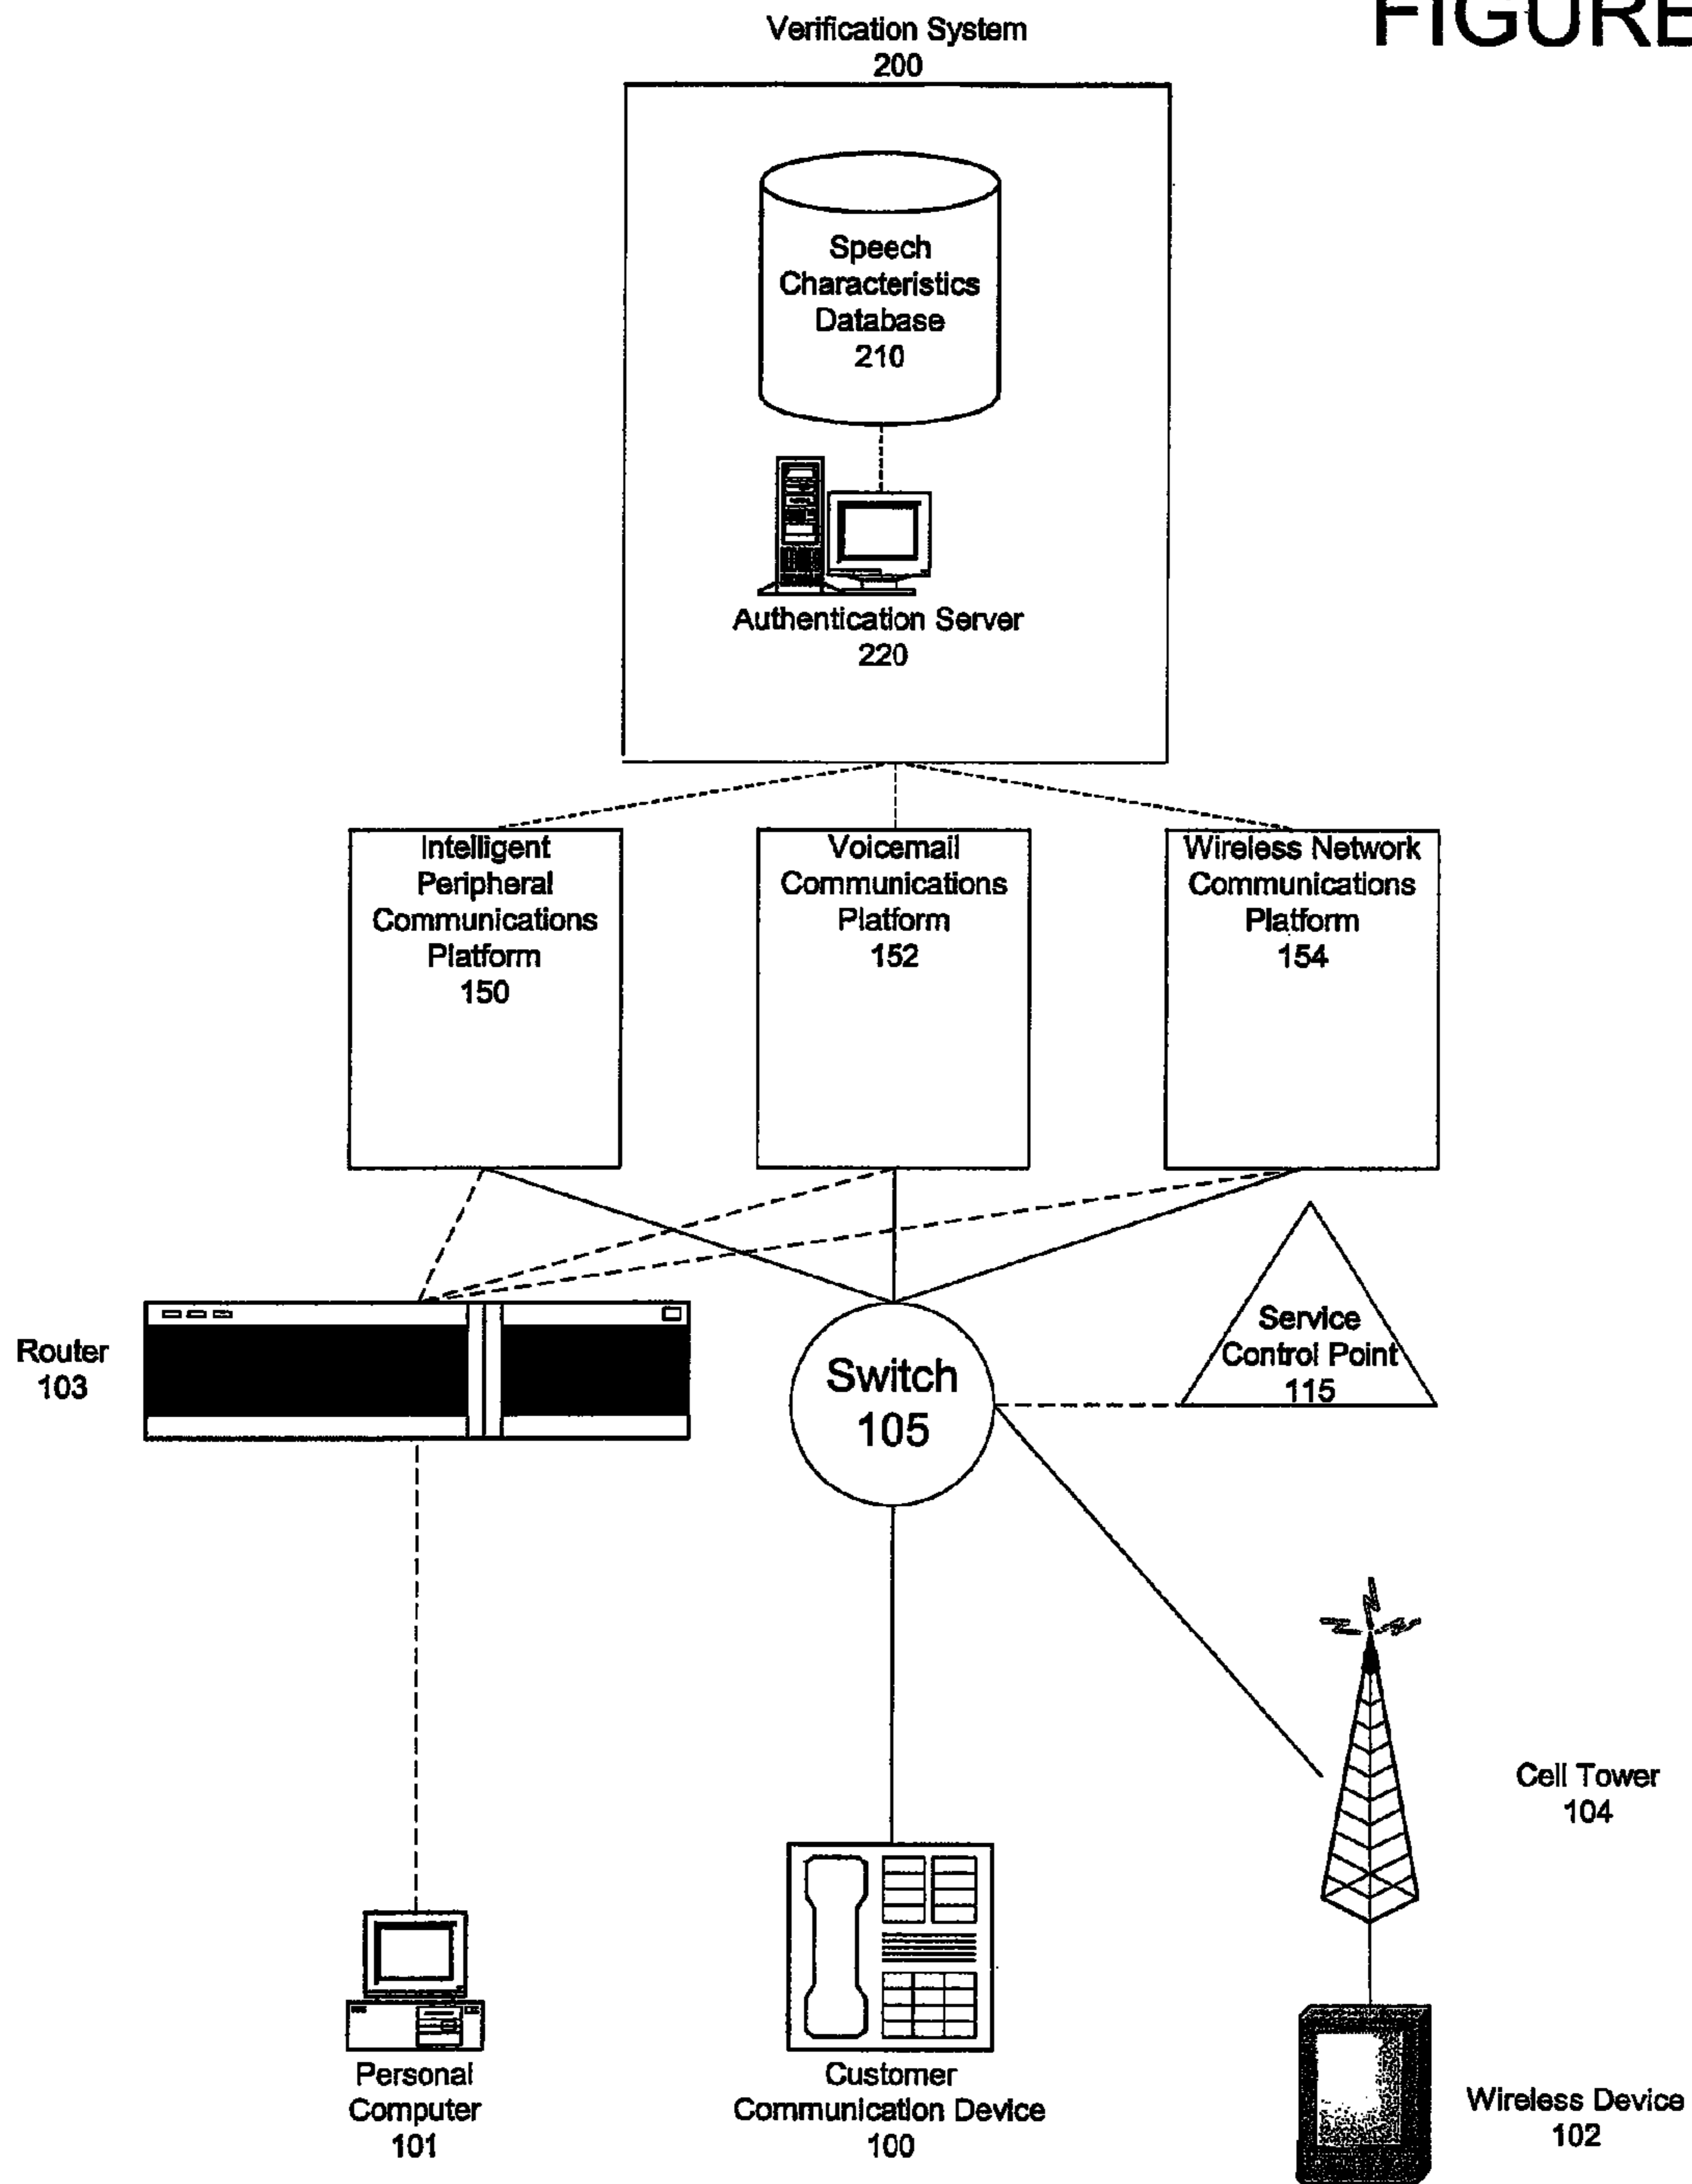 FIGURE
Verification System
200
Speech
Characteristics
Database
210
Authentication Server
220
Intelligent
Peripheral
Communications
Platform
150
Voicemail
Communications
Platform
152
Wireless Network
Communications
Platform
154
Router
103
Switch
105
Service
Control Point
115
Cell Tower
104
Personal
Computer
101
Customer
Communication Device
100
Wireless Device
102